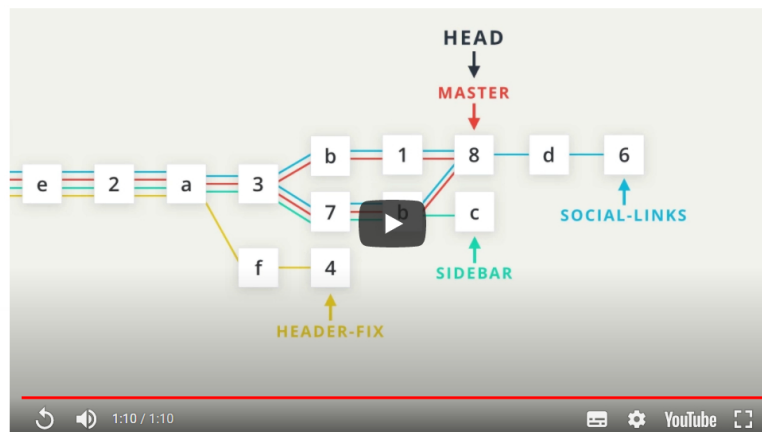 HEAD
MASTER
b 1 8 d 6
e 2 a 3
7 b c
SOCIAL-LINKS
f 4
SIDEBAR
HEADER-FIX
1:10 / 1:10
YouTube